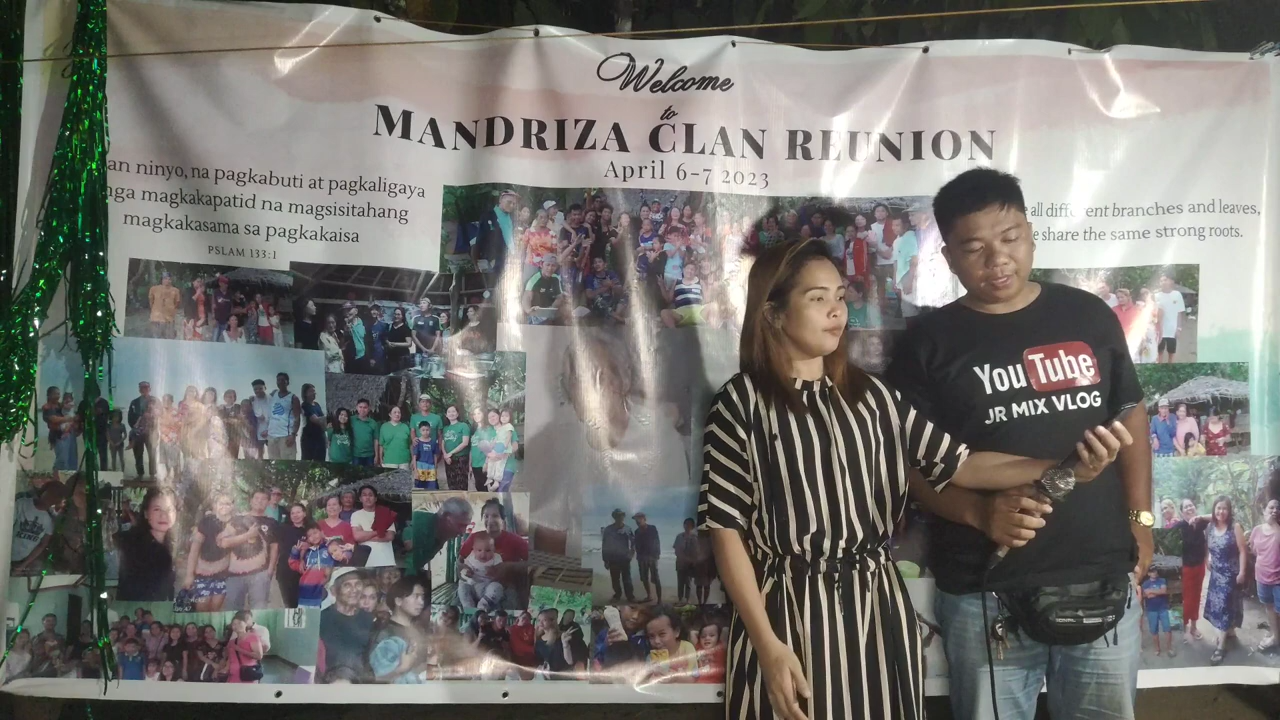 Welcome
to
MANDRIZA CLAN REUNION
April 6-7 2023
an ninyo, na pagkabuti at pagkaligaya
nga magkakapatid na magsisitahang
magkakasama sa pagkakaisa
PSLAM 133:1
all different branches and leaves,
e share the same strong roots.
YouTube
JR MIX VLOG